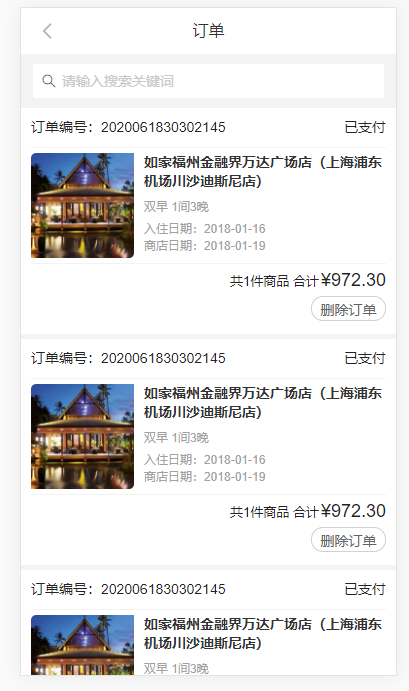 订单
请输入搜索关键词
订单编号：2020061830302145 已支付
如家福州金融界万达广场店（上海浦东
机场川沙迪斯尼店）
双早 1间3晚
入住日期：2018-01-16
商店日期：2018-01-19
共1件商品 合计¥972.30
删除订单
订单编号：2020061830302145 已支付
如家福州金融界万达广场店（上海浦东
机场川沙迪斯尼店）
双早 1间3晚
入住日期：2018-01-16
商店日期：2018-01-19
共1件商品 合计¥972.30
删除订单
订单编号：2020061830302145 已支付
如家福州金融界万达广场店（上海浦东
机场川沙迪斯尼店）
双早 1间3晚